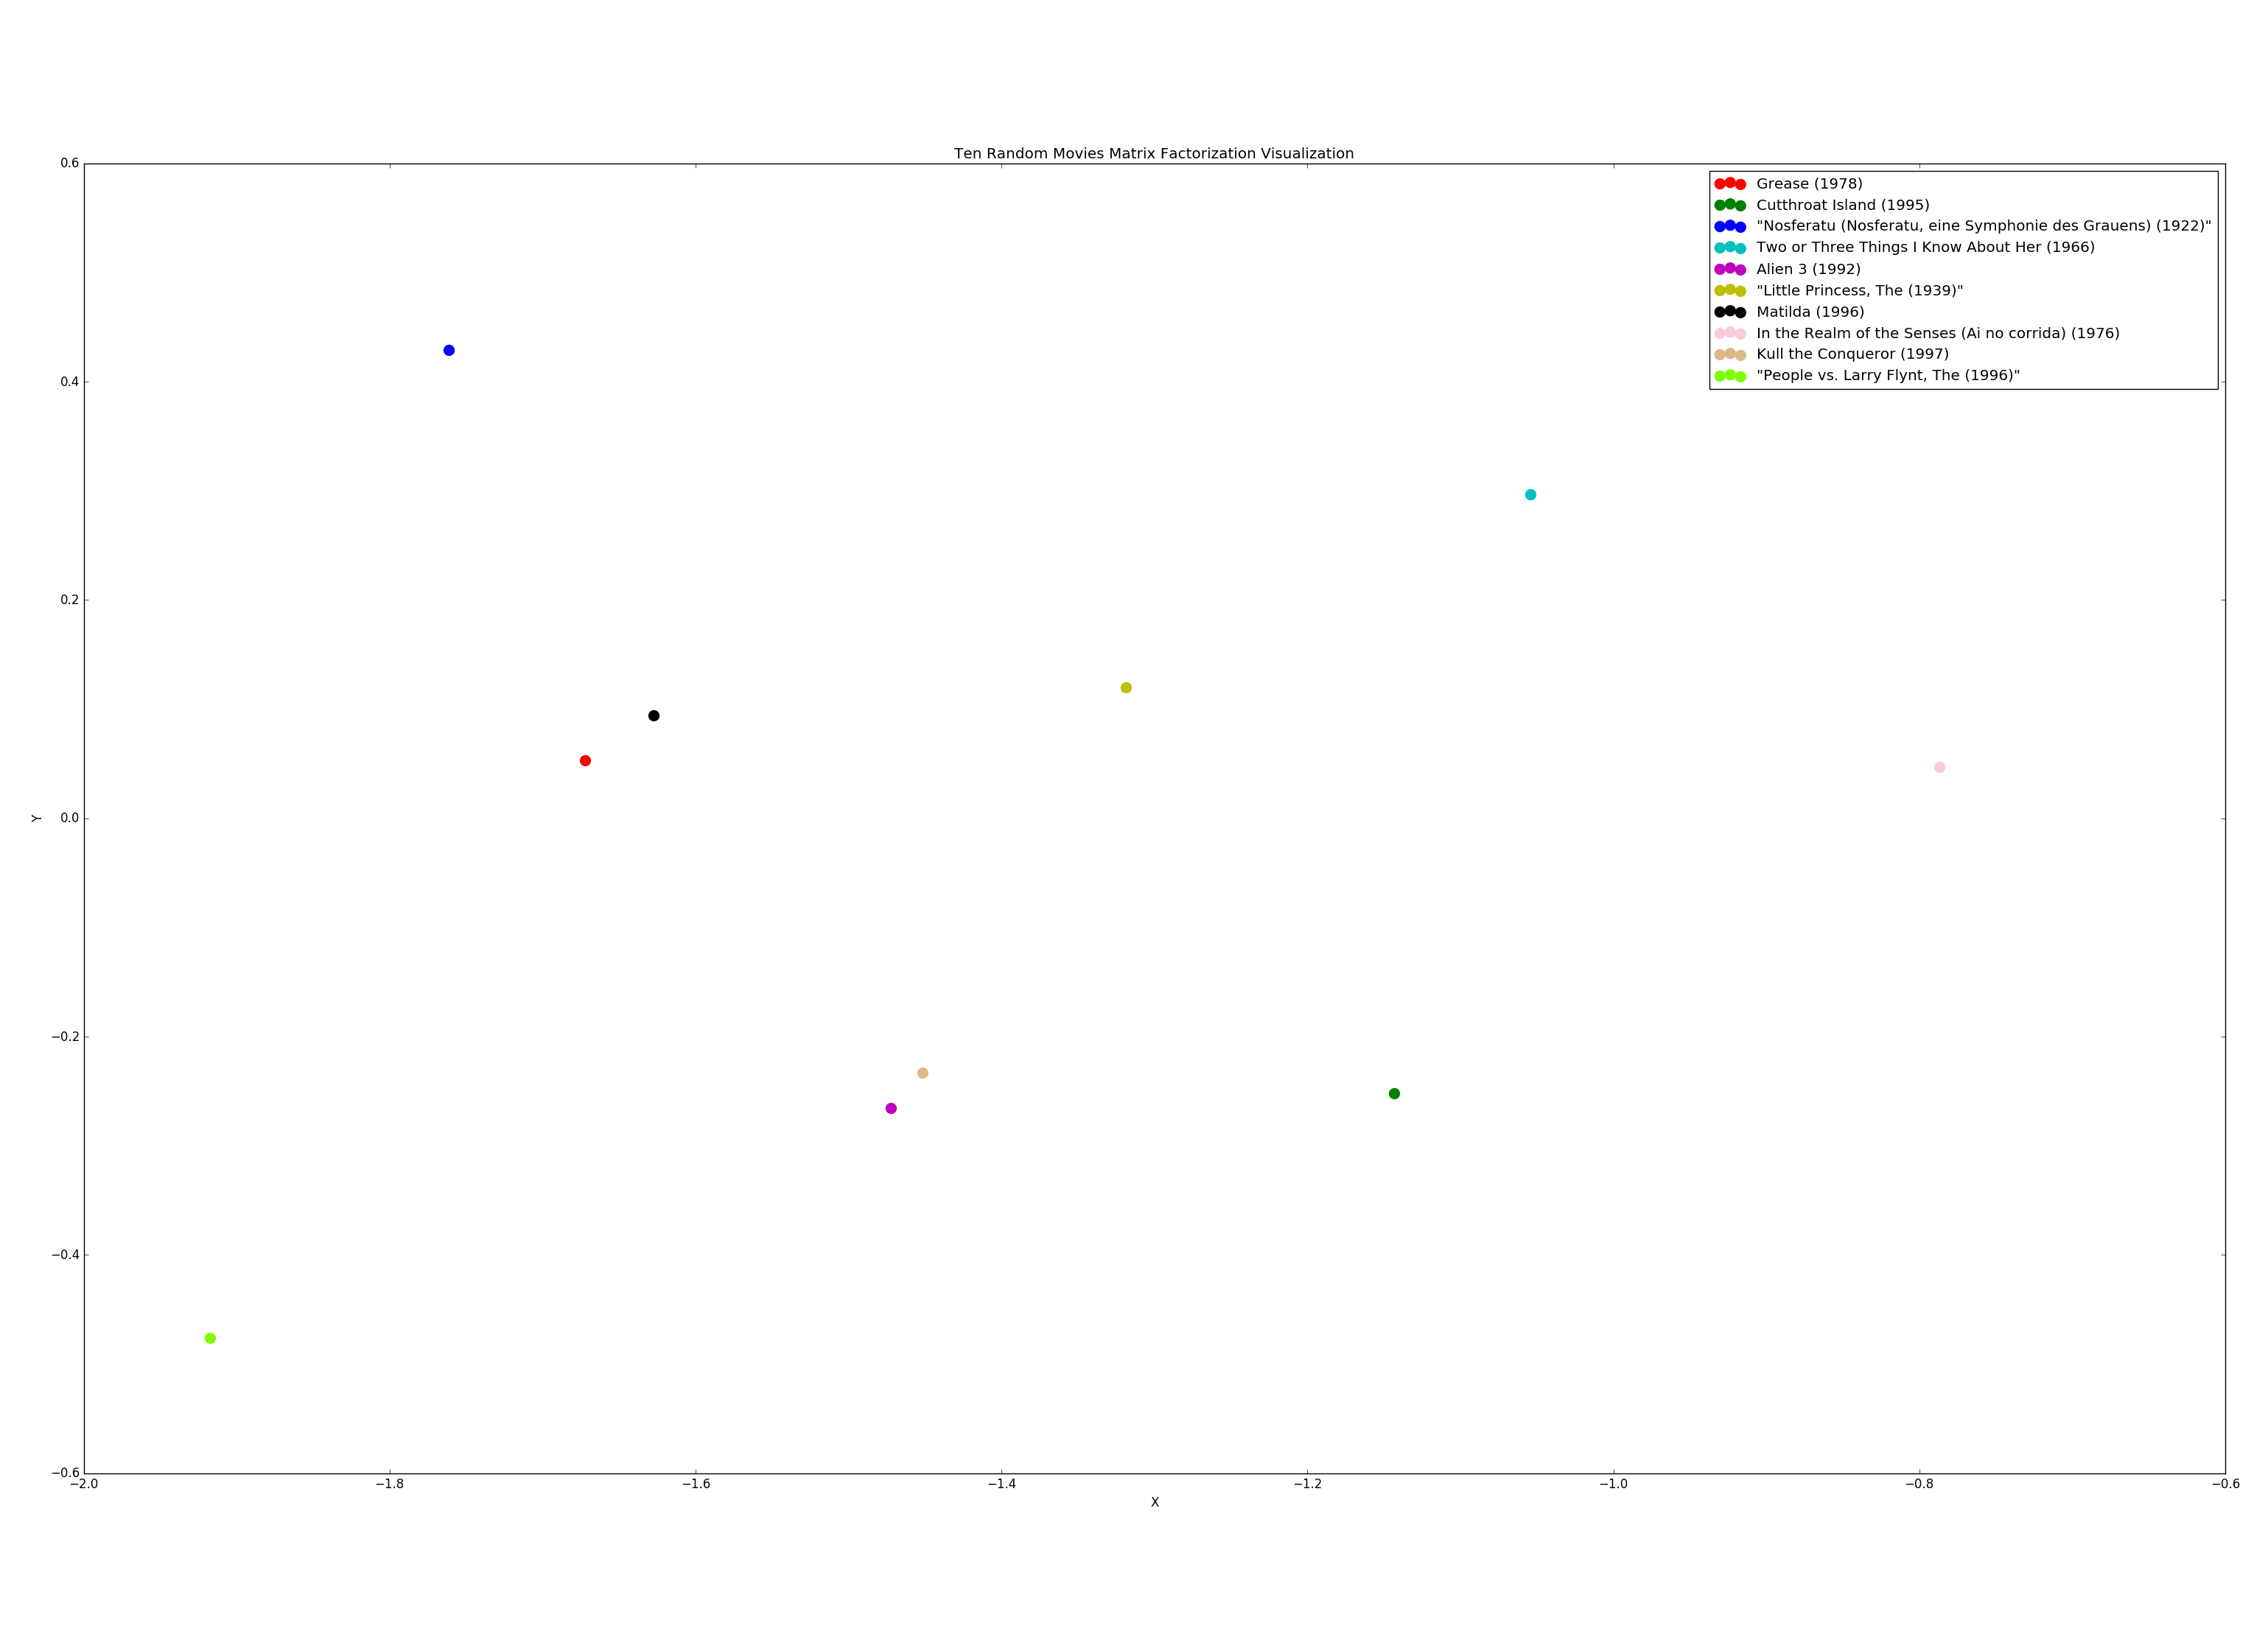 Ten Random Movies Matrix Factorization Visualization
0.6
0.4
0.2
0.0
−0.2
−0.4
−0.6
Y
Grease (1978)
Cutthroat Island (1995)
"Nosferatu (Nosferatu, eine Symphonie des Grauens) (1922)"
Two or Three Things I Know About Her (1966)
Alien 3 (1992)
"Little Princess, The (1939)"
Matilda (1996)
In the Realm of the Senses (Ai no corrida) (1976)
Kull the Conqueror (1997)
"People vs. Larry Flynt, The (1996)"
−2.0 −1.8 −1.6 −1.4 −1.2 −1.0 −0.8 −0.6
X